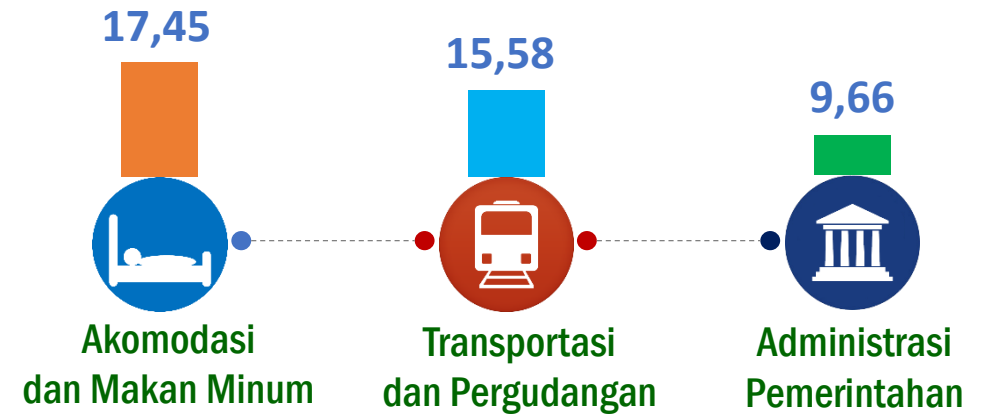 17,45
15,58
9,66
Akomodasi
dan Makan Minum
Transportasi
dan Pergudangan
Administrasi
Pemerintahan